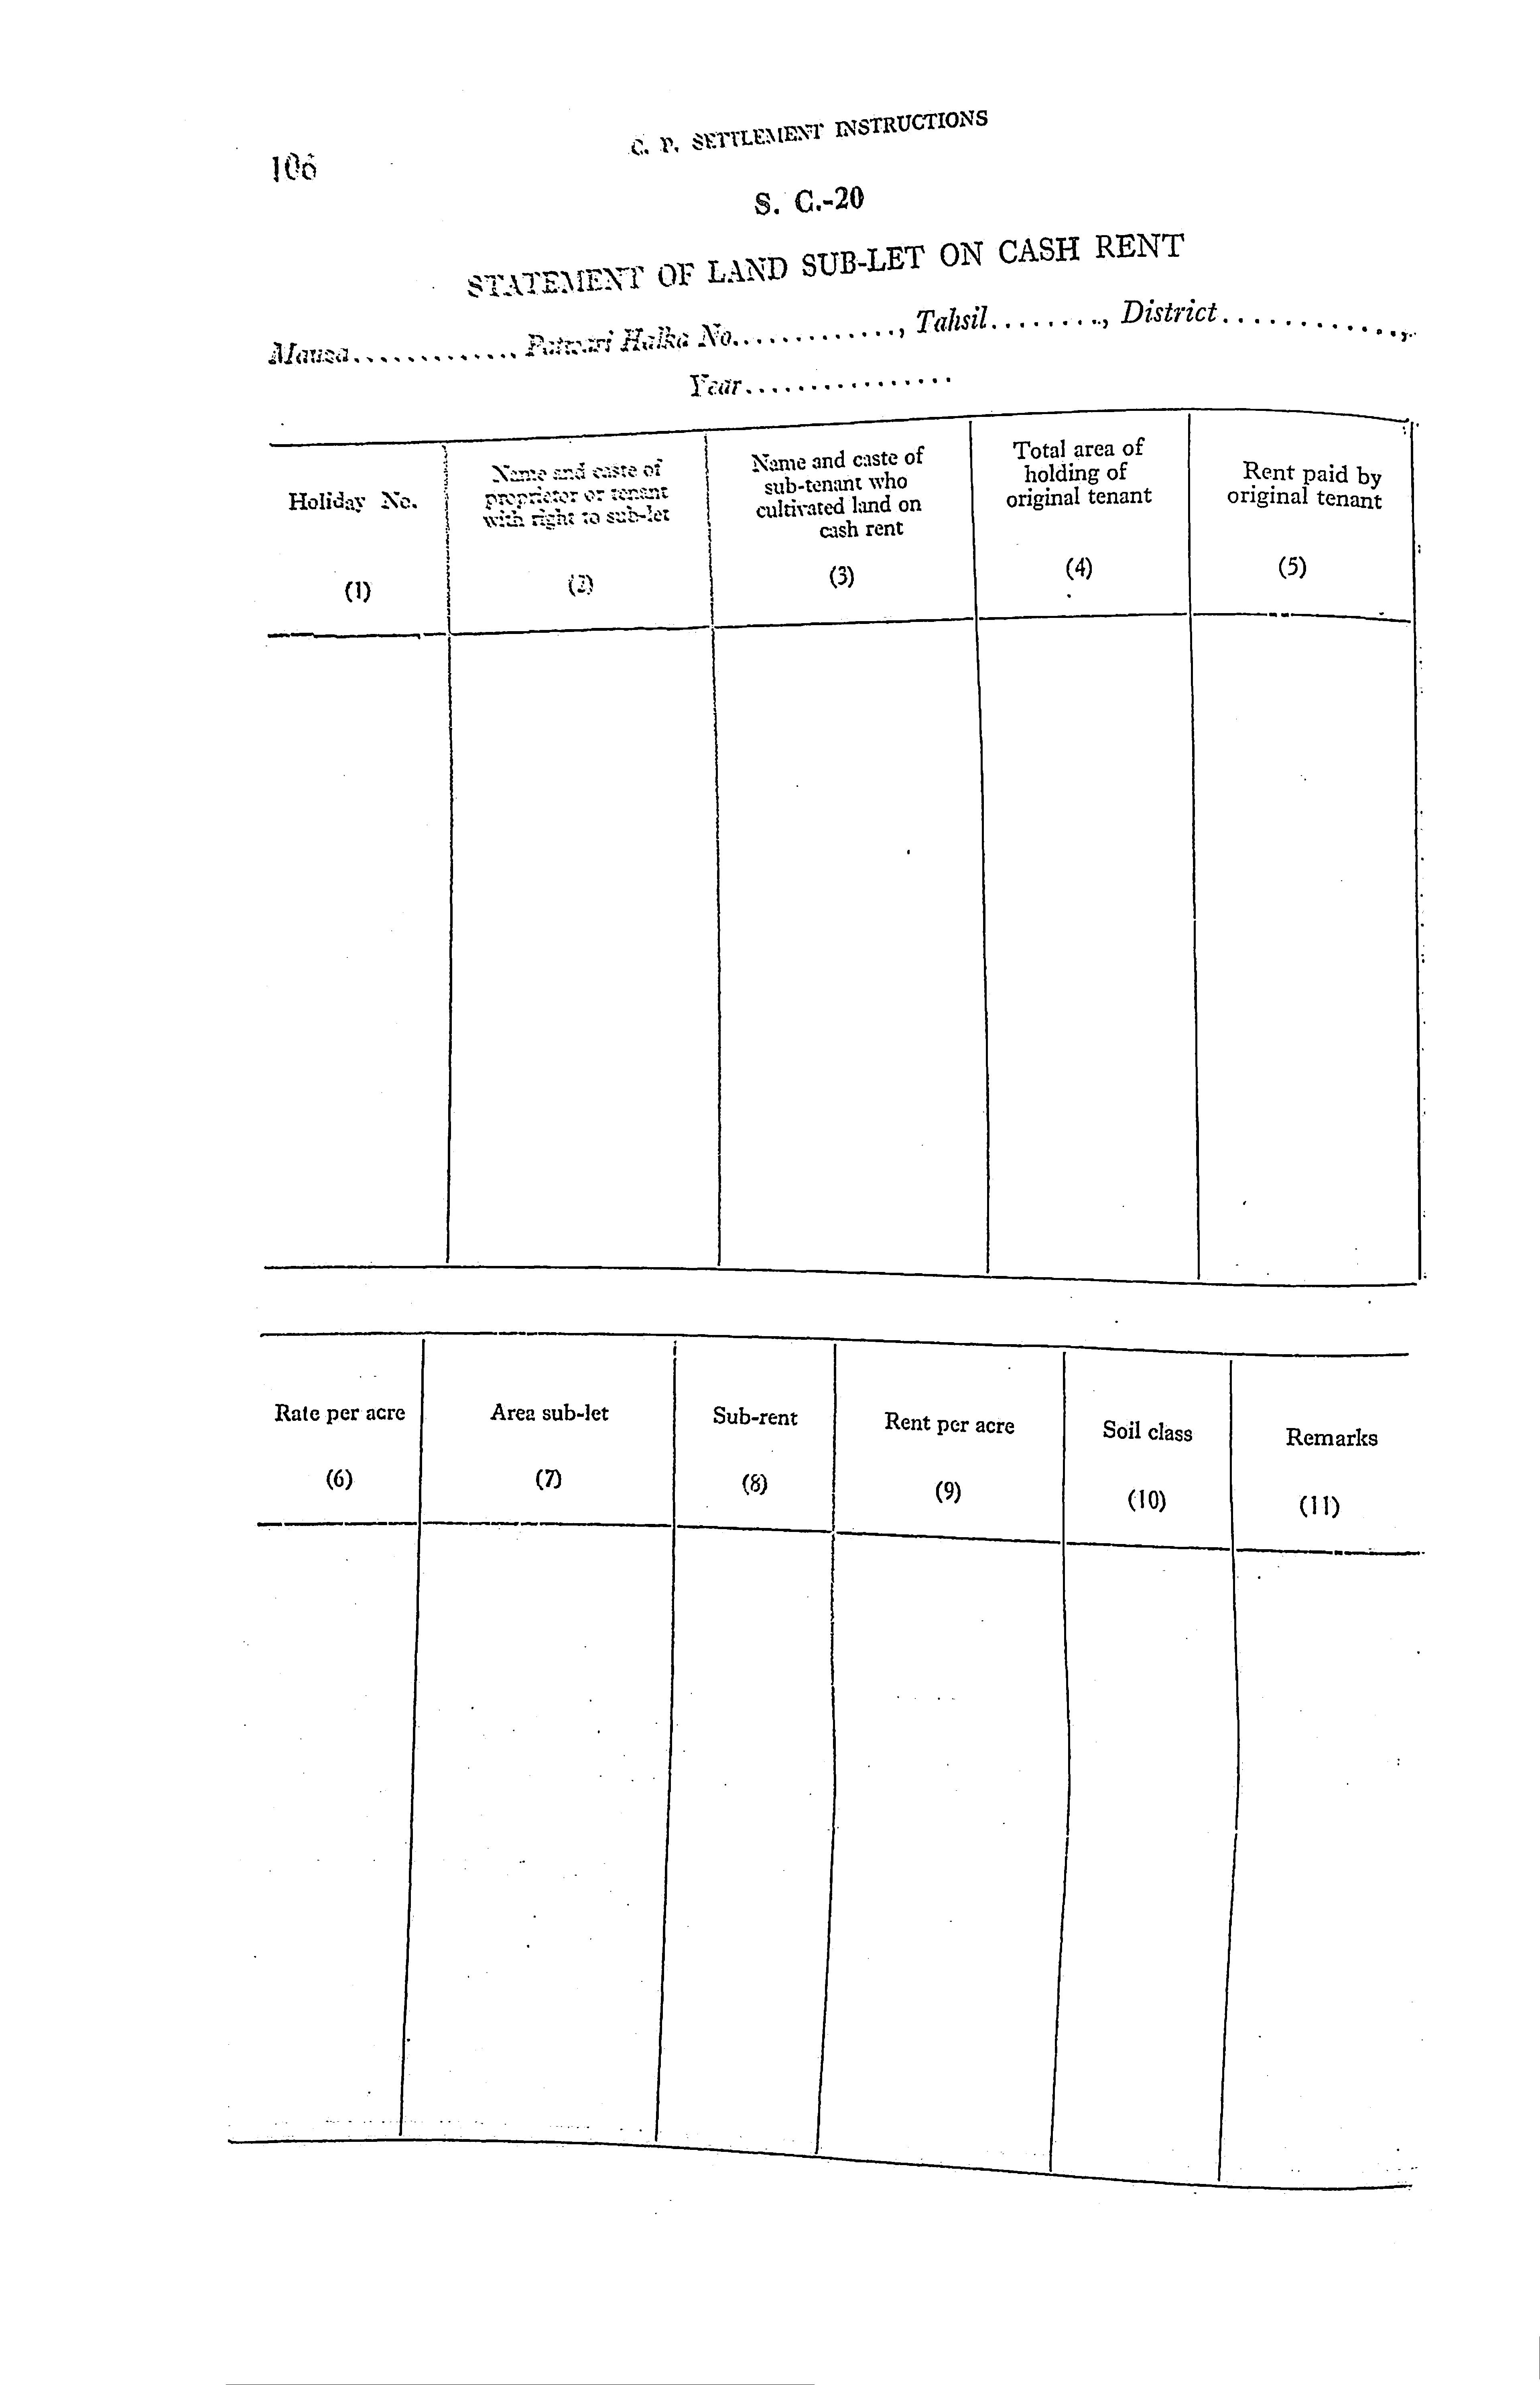 106
C. P. SETTLEMENT INSTRUCTIONS
S. C.-20
STATEMENT OF LAND SUB-LET ON CASH RENT
Mauza............. Patwari Halka No............., Tahsil........., District..............,
Year................
Holiday No.
(1)
Name and caste of
proprietor or tenant
with right to sub-let
(2)
Name and caste of
sub-tenant who
cultivated land on
cash rent
(3)
Total area of
holding of
original tenant
(4)
Rent paid by
original tenant
(5)
Rate per acre
(6)
Area sub-let
(7)
Sub-rent
(8)
Rent per acre
(9)
Soil class
(10)
Remarks
(11)